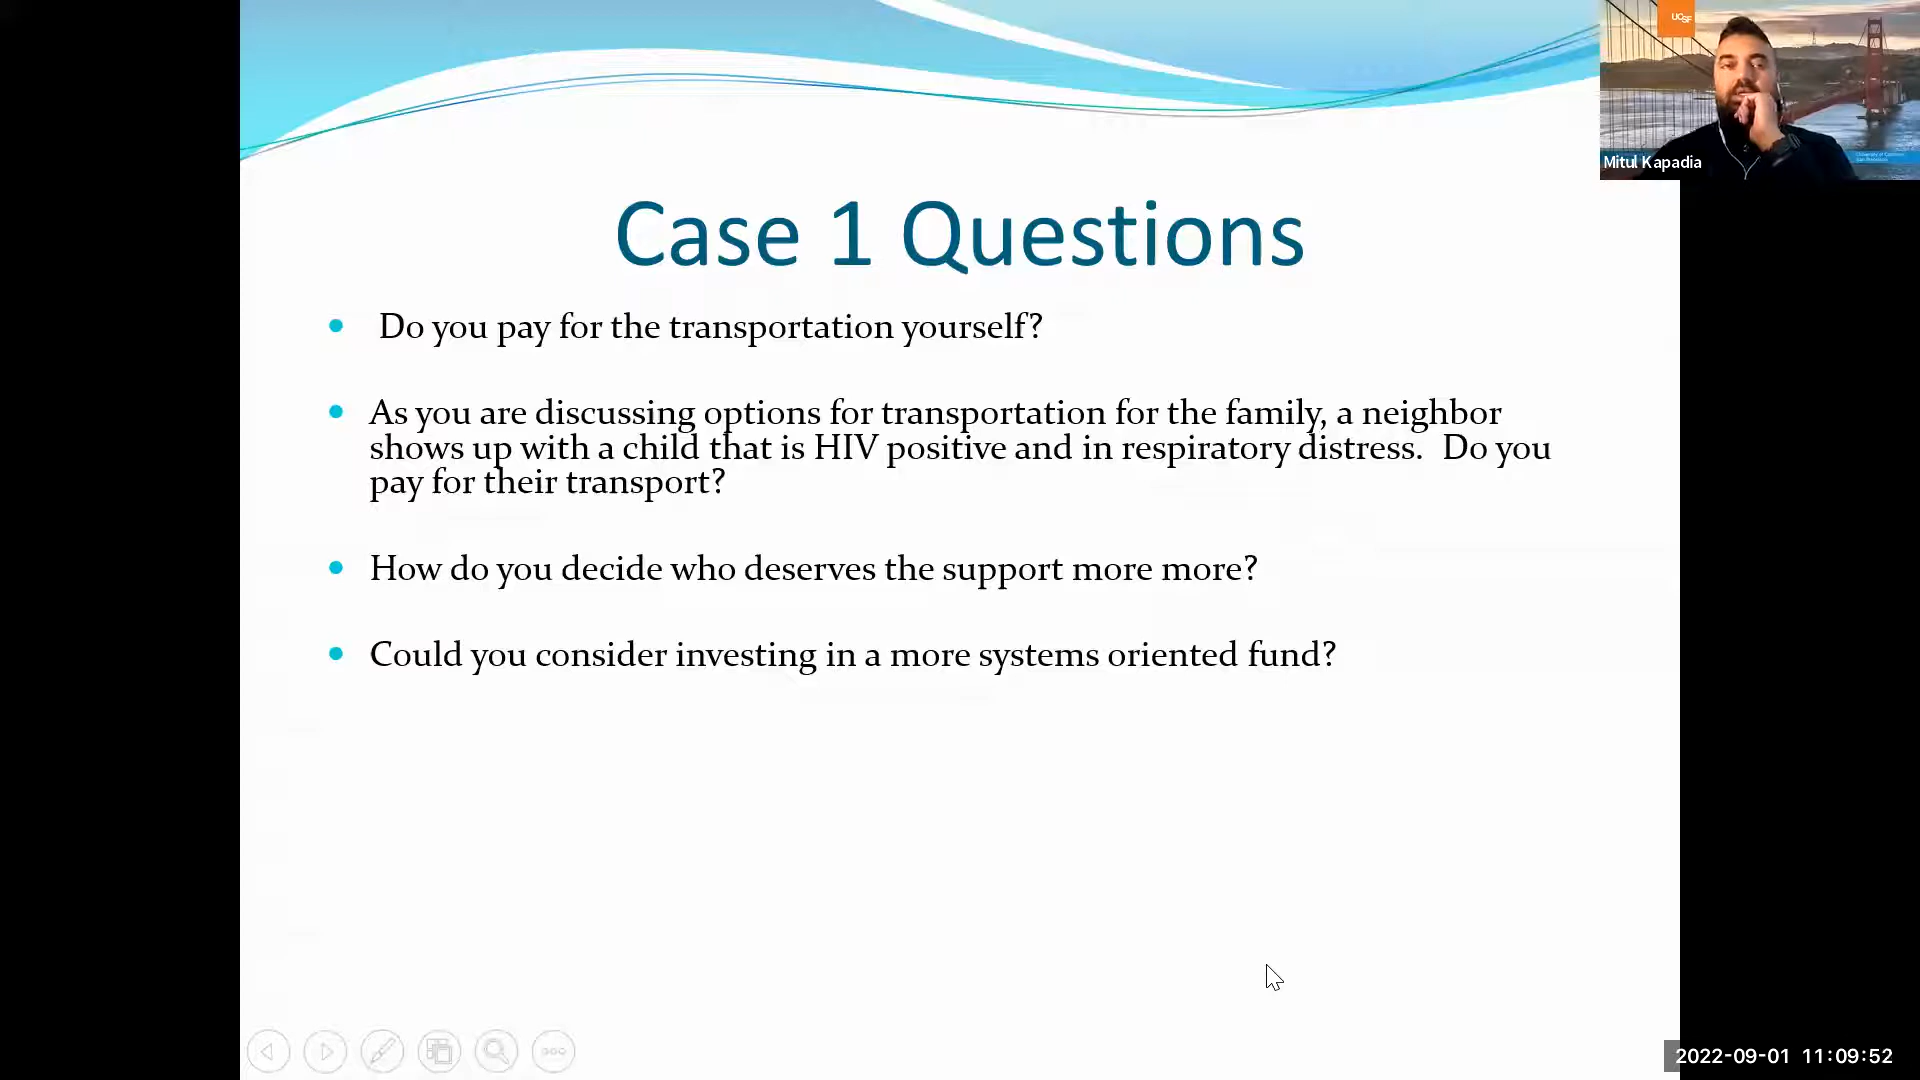 UCSF
Mitul Kapadia
Case 1 Questions
Do you pay for the transportation yourself?
As you are discussing options for transportation for the family, a neighbor
shows up with a child that is HIV positive and in respiratory distress.  Do you
pay for their transport?
How do you decide who deserves the support more more?
Could you consider investing in a more systems oriented fund?
2022-09-01 11:09:52